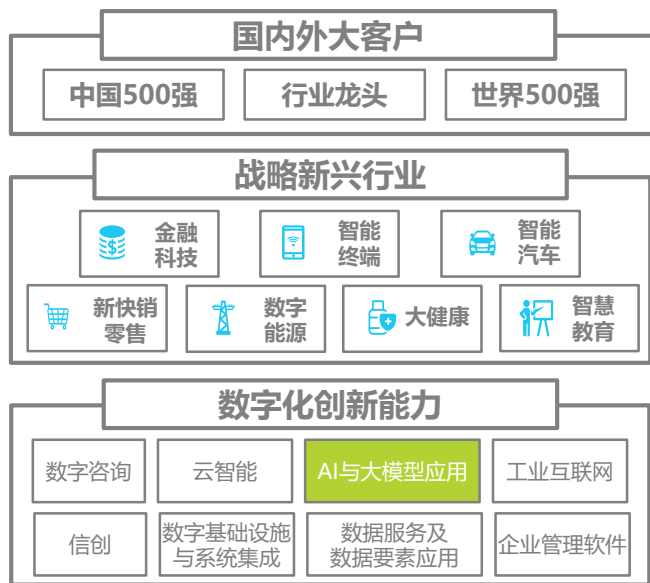 国内外大客户
中国500强
行业龙头
世界500强
战略新兴行业
金融
科技
智能
终端
智能
汽车
新快销
零售
数字
能源
大健康
智慧
教育
数字化创新能力
数字咨询
云智能
AI与大模型应用
工业互联网
信创
数字基础设施
与系统集成
数据服务及
数据要素应用
企业管理软件